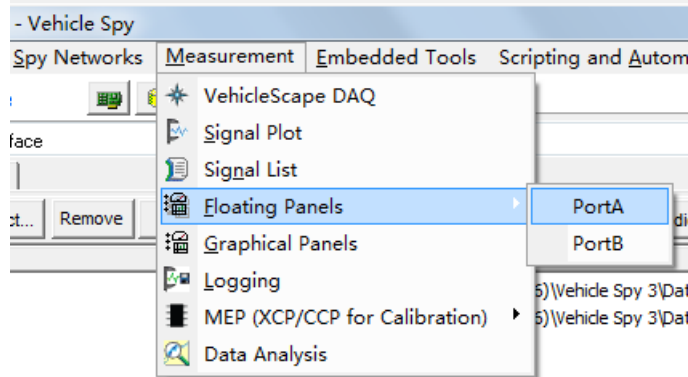 - Vehicle Spy
Spy Networks Measurement Embedded Tools Scripting and Autom
VehicleScape DAQ
face
Signal Plot
Signal List
Floating Panels
PortA
Remove
Graphical Panels
PortB
Logging
6)\Vehicle Spy 3\Dat
MEP (XCP/CCP for Calibration)
6)\Vehicle Spy 3\Dat
Data Analysis